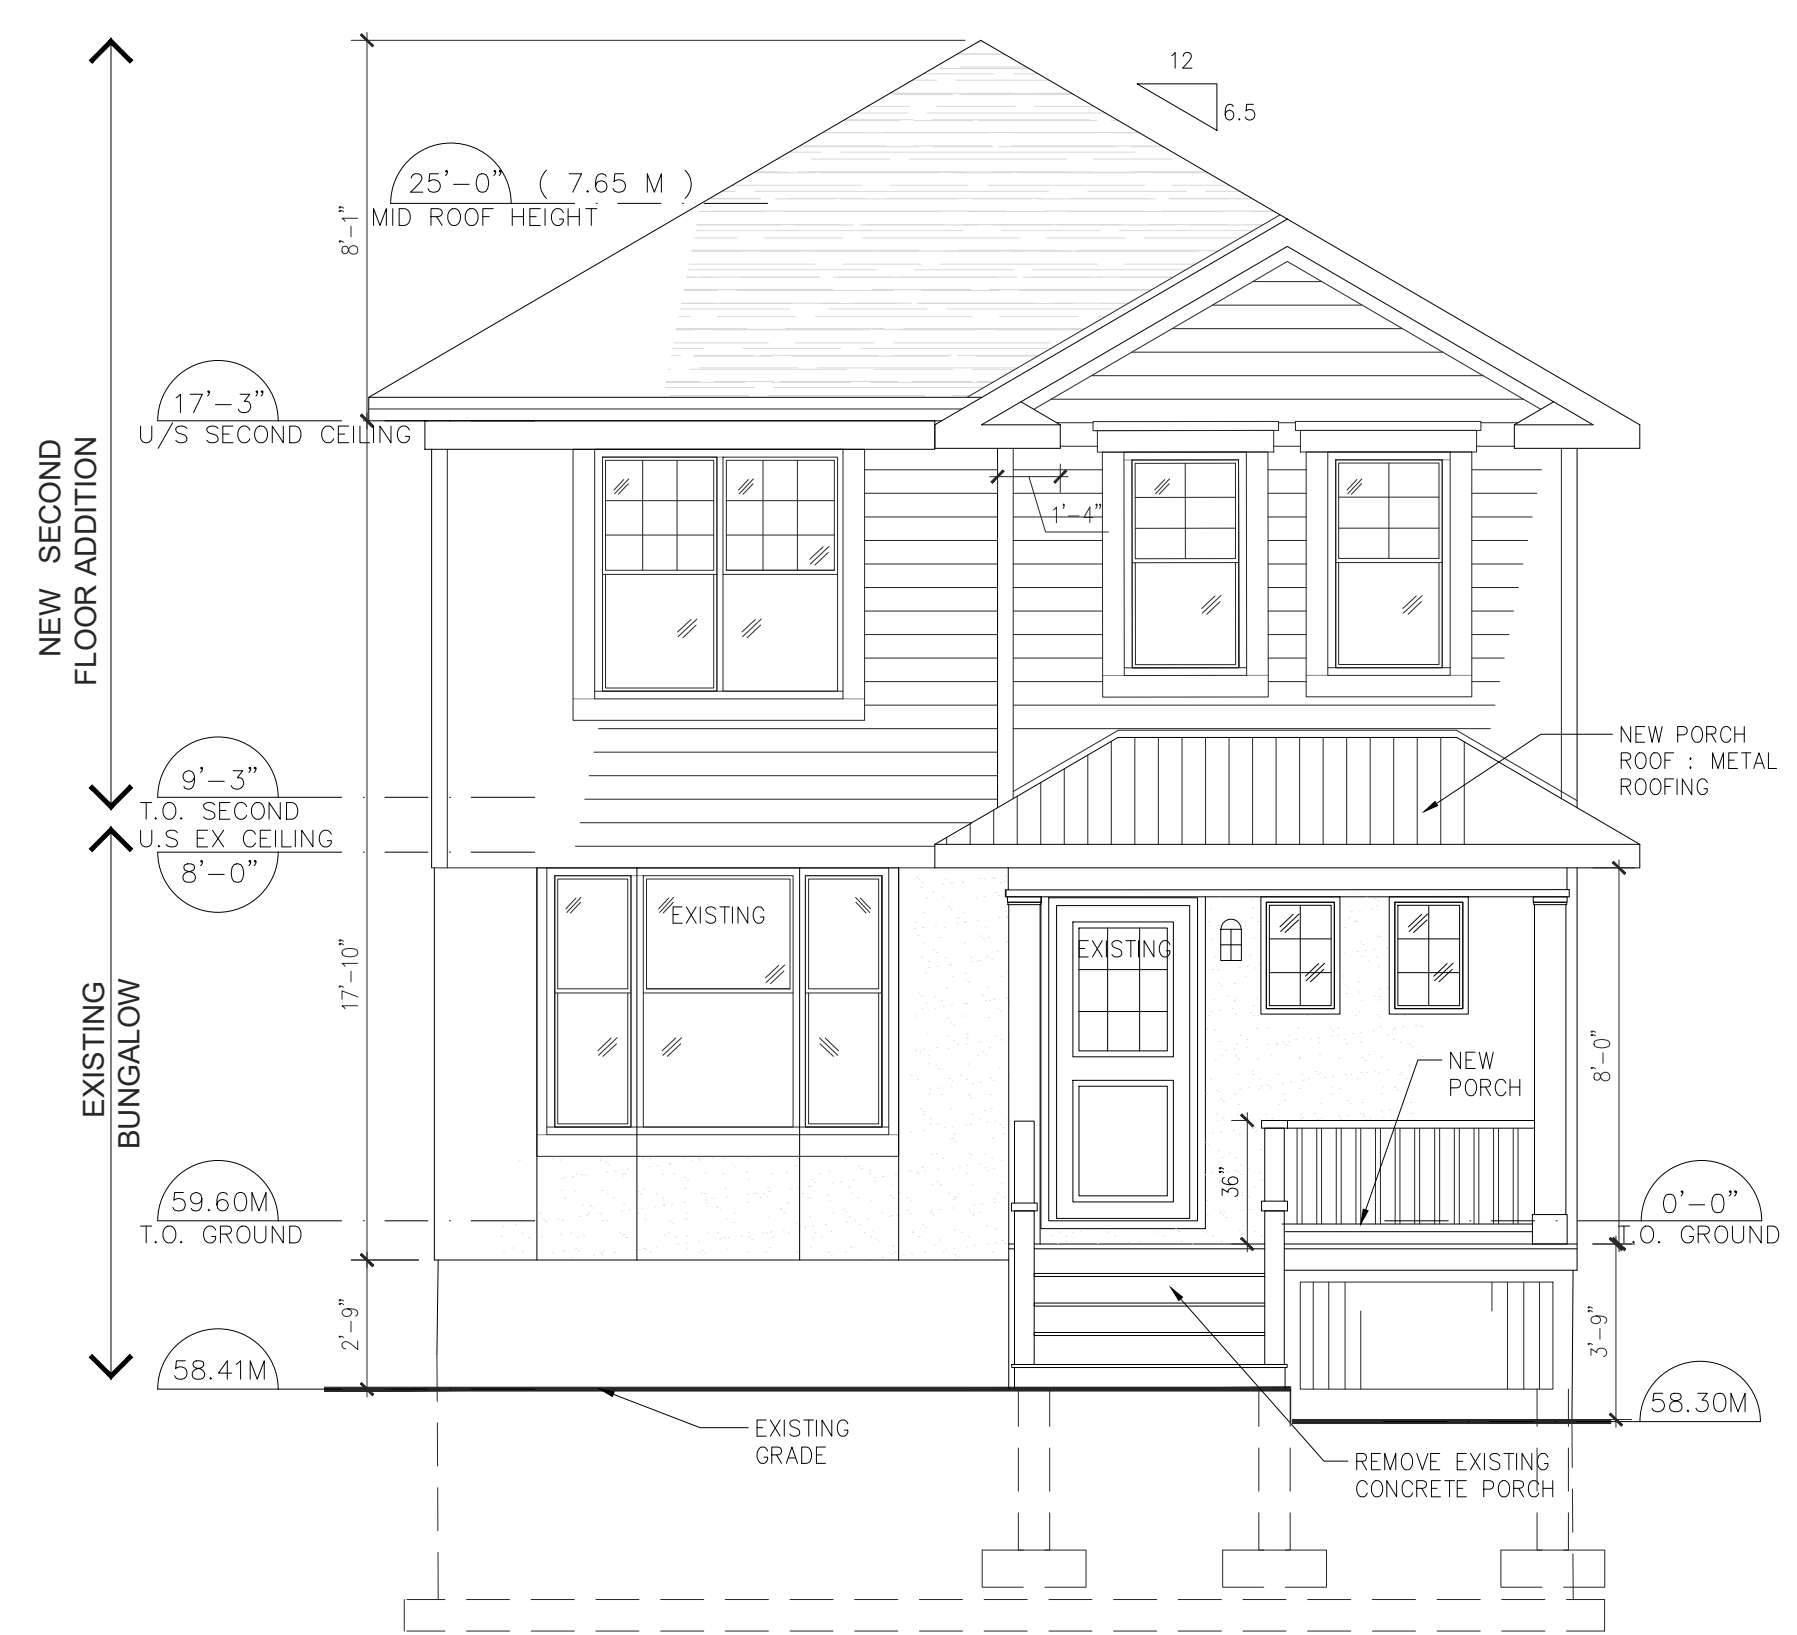 12
6.5
25'-0" ( 7.65 M )
MID ROOF HEIGHT
8'-1"
17'-3"
U/S SECOND CEILING
NEW SECOND
FLOOR ADDITION
1'-4"
NEW PORCH
ROOF : METAL
ROOFING
9'-3"
T.O. SECOND
U.S EX CEILING
8'-0"
EXISTING
EXISTING
17'-10"
EXISTING
BUNGALOW
8'-0"
NEW
PORCH
36"
59.60M
T.O. GROUND
0'-0"
T.O. GROUND
2'-9"
3'-9"
58.41M
58.30M
EXISTING
GRADE
REMOVE EXISTING
CONCRETE PORCH